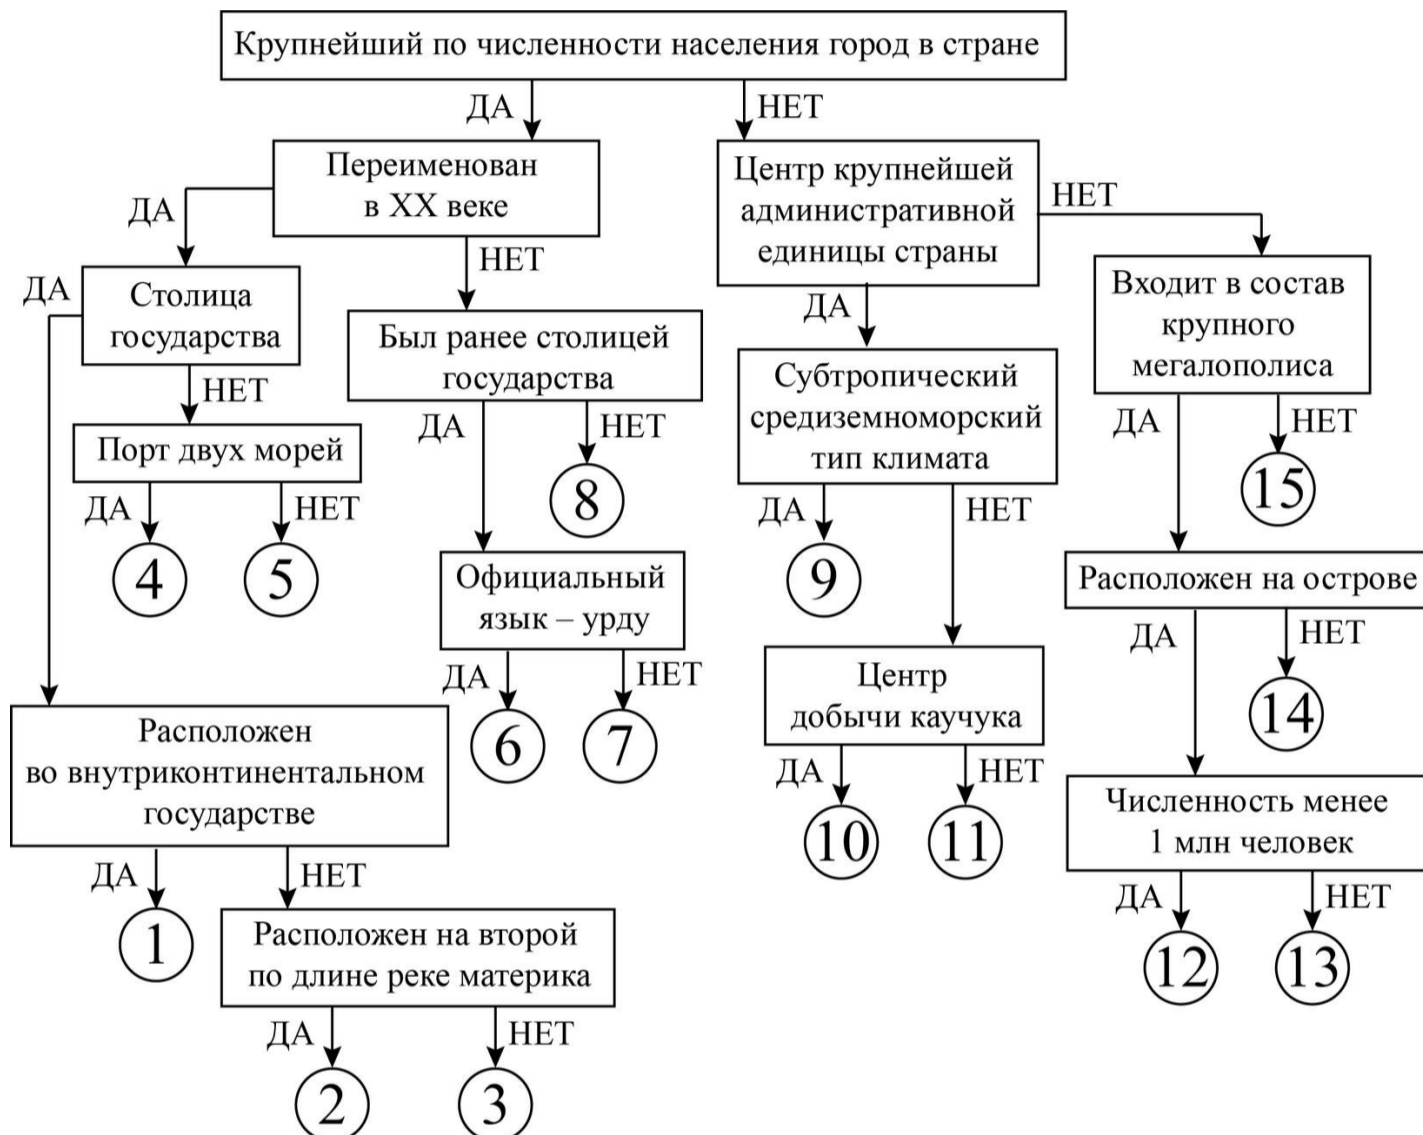 Крупнейший по численности населения город в стране
ДА
НЕТ
Переименован
в XX веке
ДА
НЕТ
Центр крупнейшей
административной
единицы страны
НЕТ
ДА
ДА
Столица
государства
НЕТ
Был ранее столицей
государства
ДА
НЕТ
Входит в состав
крупного
мегалополиса
ДА
НЕТ
Субтропический
средиземноморский
тип климата
ДА
НЕТ
Порт двух морей
ДА
НЕТ
4
5
8
15
9
Официальный
язык – урду
ДА
НЕТ
6
7
Расположен на острове
ДА
НЕТ
14
Центр
добычи каучука
ДА
НЕТ
10
11
Расположен
во внутриконтинентальном
государстве
ДА
НЕТ
1
Численность менее
1 млн человек
ДА
НЕТ
12
13
Расположен на второй
по длине реке материка
ДА
НЕТ
2
3